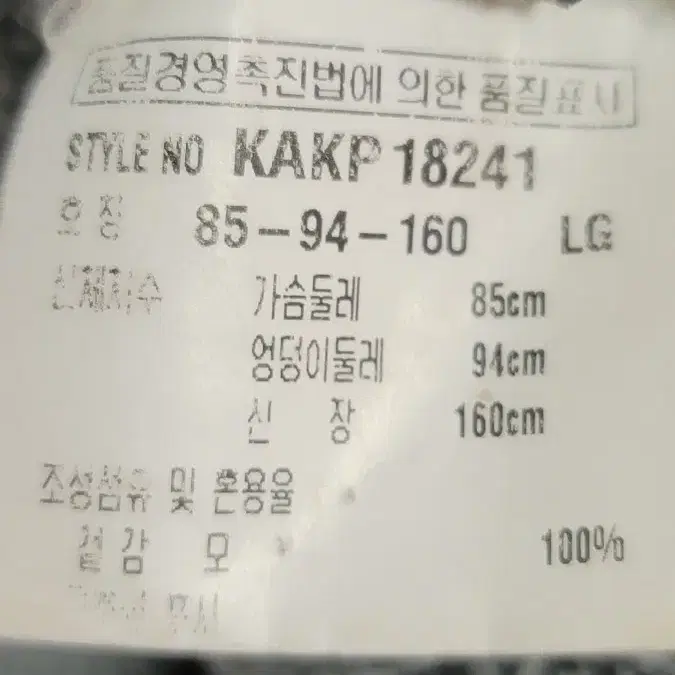 품질경영촉진법에 의한 품질표시
STYLE NO KAKP 18241
호칭 85-94-160 LG
신체치수 가슴둘레 85cm
엉덩이둘레 94cm
신 장 160cm
조성섬유 및 혼용율
겉 감 모 100%